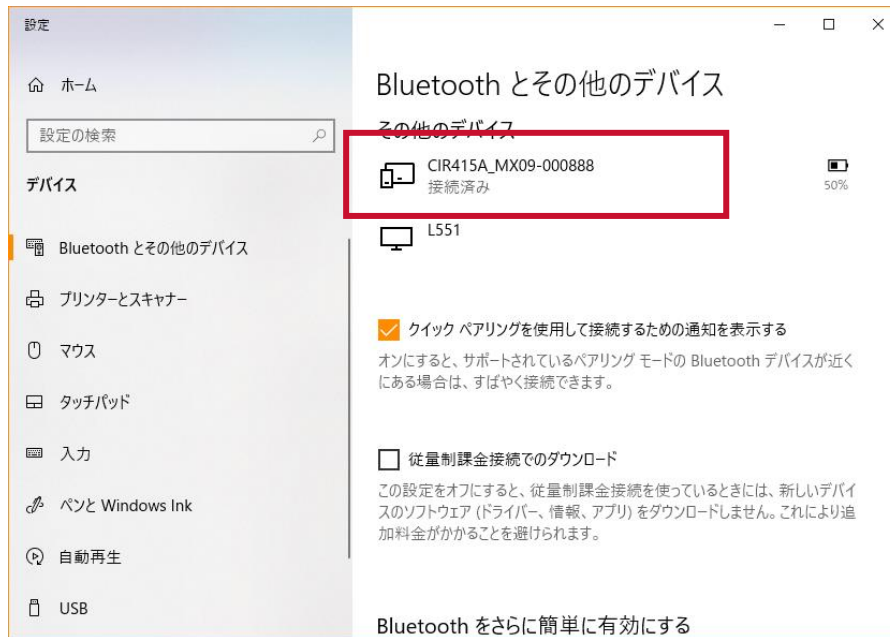 設定
ホーム
設定の検索
デバイス
Bluetooth とその他のデバイス
プリンターとスキャナー
マウス
タッチパッド
入力
ペンと Windows Ink
自動再生
USB
Bluetooth とその他のデバイス
その他のデバイス
CIR415A_MX09-000888
接続済み
50%
L551
クイック ペアリングを使用して接続するための通知を表示する
オンにすると、サポートされているペアリング モードの Bluetooth デバイスが近く
にある場合は、すばやく接続できます。
従量制課金接続でのダウンロード
この設定をオフにすると、従量制課金接続を使っているときには、新しいデバイ
スのソフトウェア (ドライバー、情報、アプリ) をダウンロードしません。これにより追
加料金がかかることを避けられます。
Bluetooth をさらに簡単に有効にする